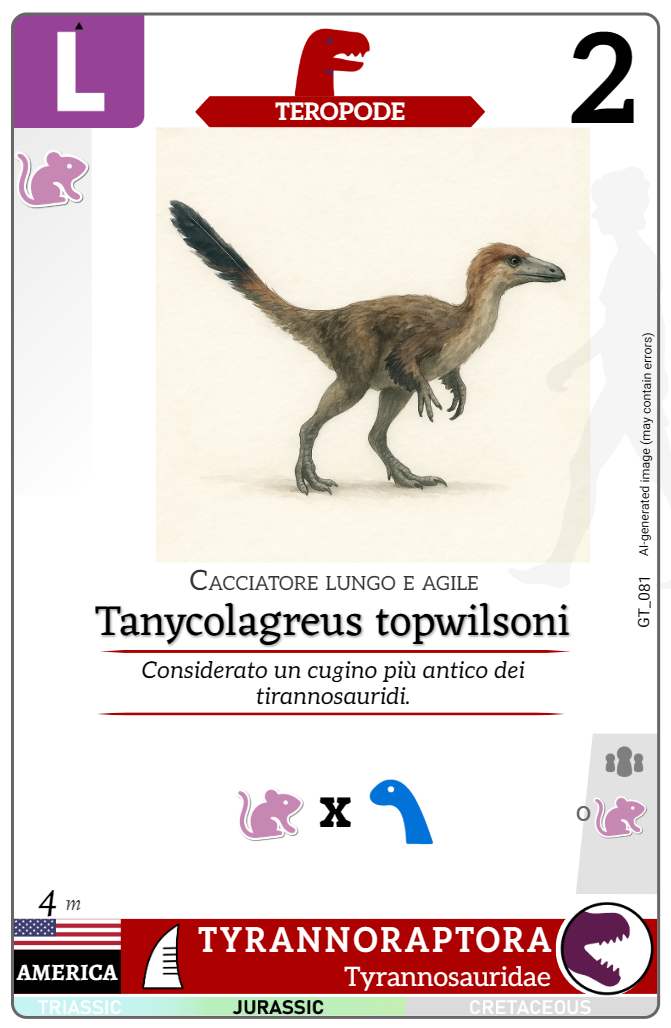 L
TEROPODE
2
AI-generated image (may contain errors)
GT_081
CACCIATORE LUNGO E AGILE
Tanycolagreus topwilsoni
Considerato un cugino più antico dei
tirannosauridi.
x
o
4 m
AMERICA
TYRANNORAPTORA
Tyrannosauridae
TRIASSIC
JURASSIC
CRETACEOUS